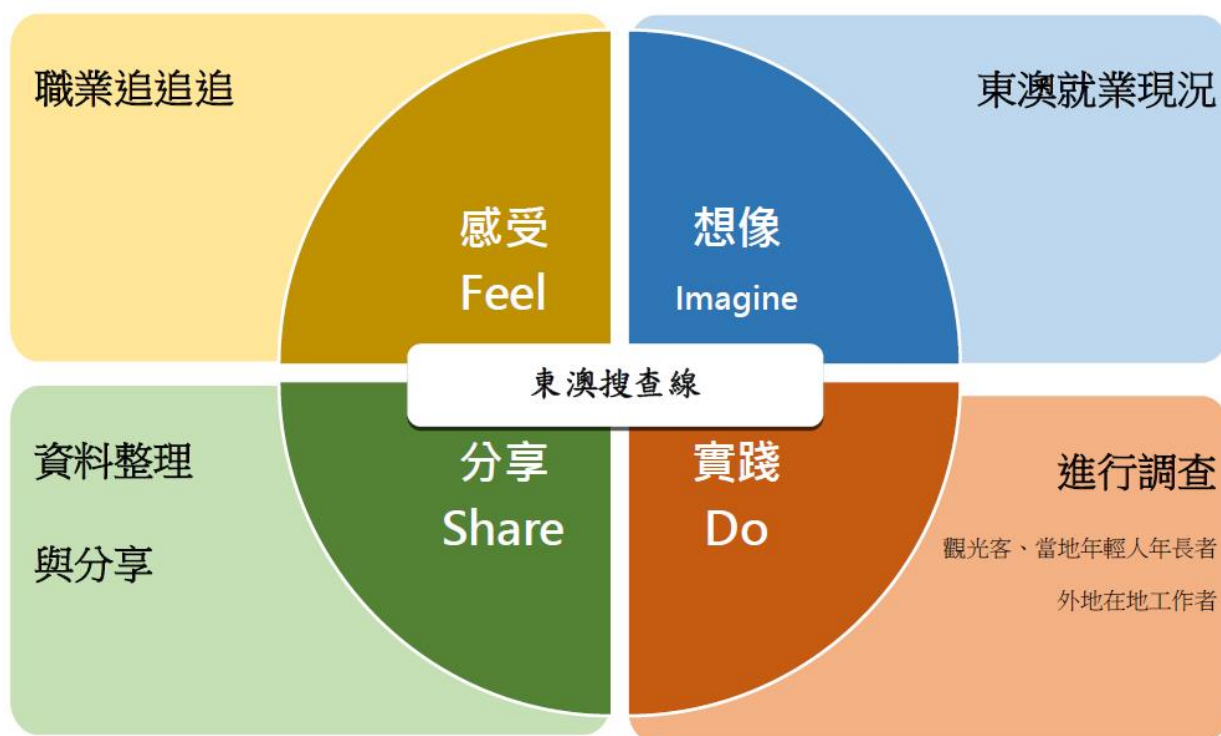 職業追追追
感受
Feel
東澳就業現況
想像
Imagine
東澳搜查線
資料整理
與分享
分享
Share
進行調查
觀光客、當地年輕人年長者
外地在地工作者
實踐
Do